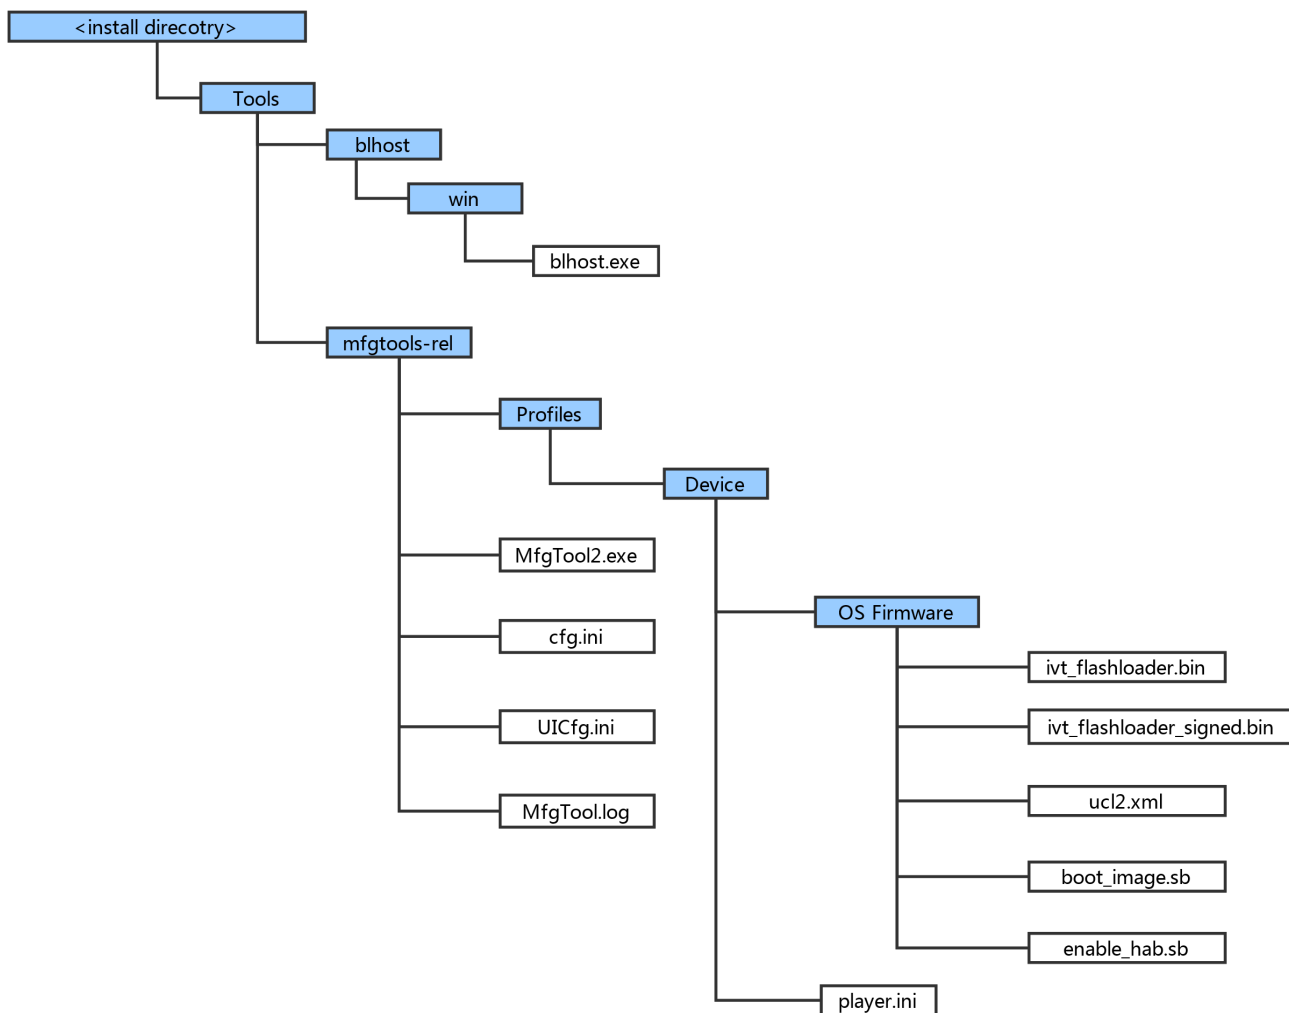 <install direcotry>
Tools
blhost
win
blhost.exe
mfgtools-rel
Profiles
Device
MfgTool2.exe
OS Firmware
cfg.ini
ivt_flashloader.bin
UICfg.ini
ivt_flashloader_signed.bin
ucl2.xml
MfgTool.log
boot_image.sb
enable_hab.sb
player.ini